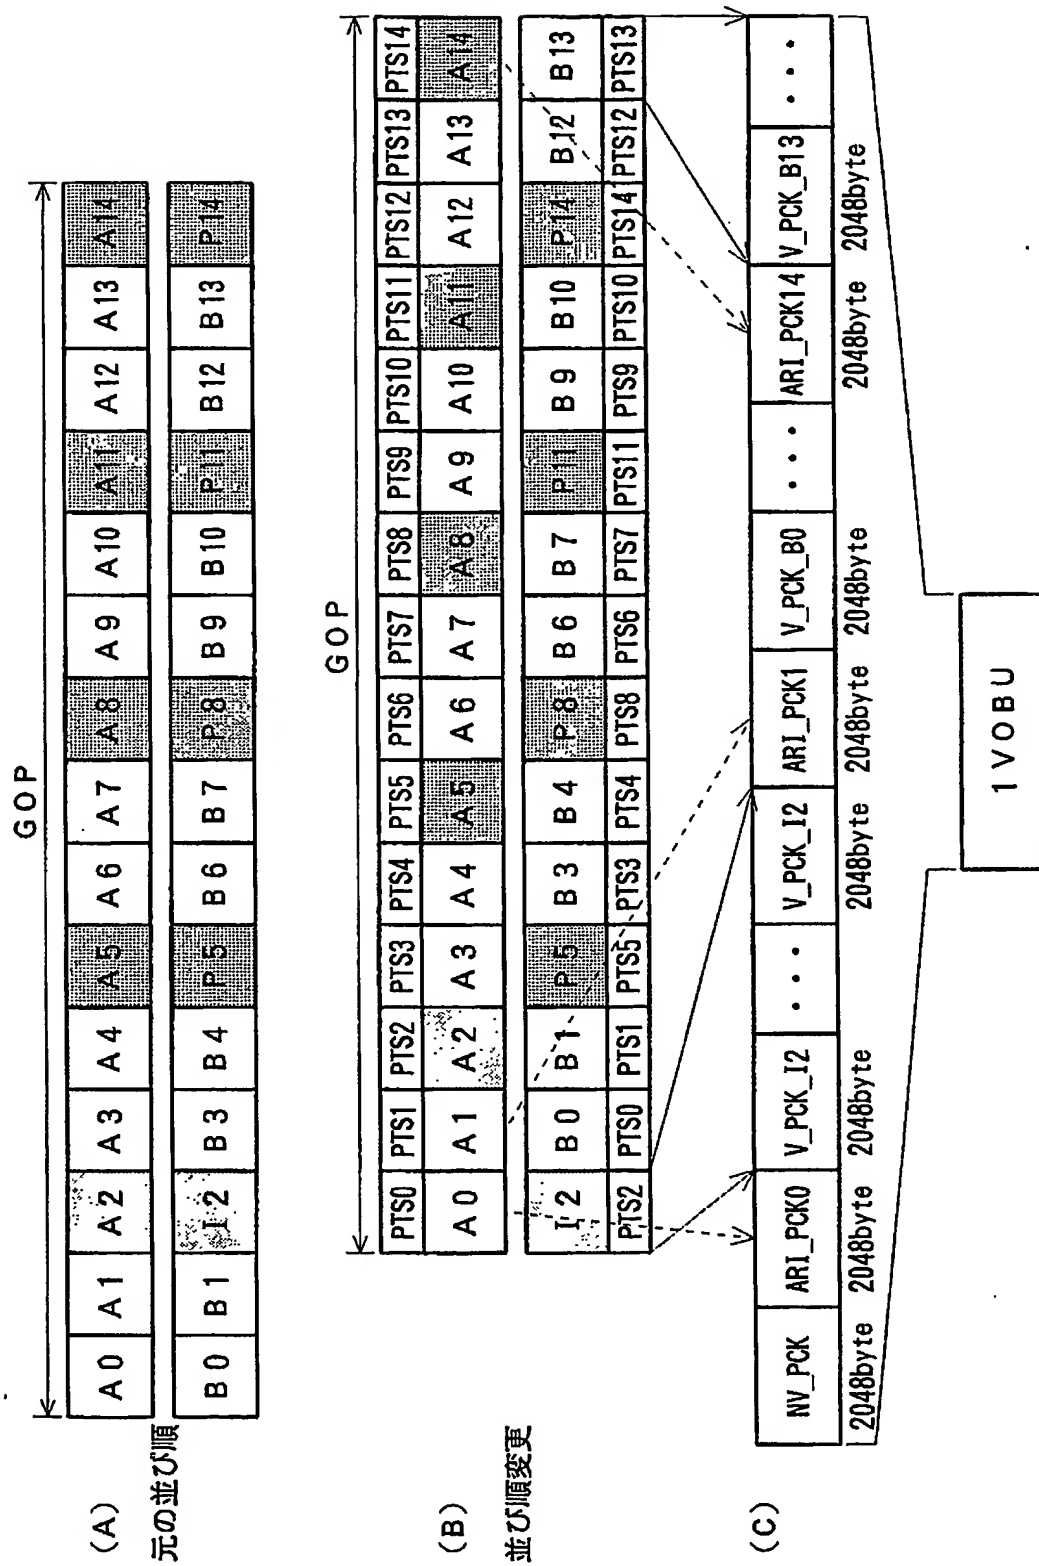 (A)
元の並び順
GOP
A0 A1 A2 A3 A4 A5 A6 A7 A8 A9 A10 A11 A12 A13 A14
B0 B1 I2 B3 B4 P5 B6 B7 P8 B9 B10 P11 B12 B13 P14
(B)
並び順変更
GOP
PTS0 PTS1 PTS2 PTS3 PTS4 PTS5 PTS6 PTS7 PTS8 PTS9 PTS10 PTS11 PTS12 PTS13 PTS14
A0 A1 A2 A3 A4 A5 A6 A7 A8 A9 A10 A11 A12 A13 A14
I2 B0 B1 P5 B3 B4 P8 B6 B7 P11 B9 B10 P14 B12 B13
PTS2 PTS0 PTS1 PTS5 PTS3 PTS4 PTS8 PTS6 PTS7 PTS11 PTS9 PTS10 PTS14 PTS12 PTS13
(C)
NV_PCK ARI_PCK0 V_PCK_I2 ・・・ V_PCK_I2 ARI_PCK1 V_PCK_B0 ・・・ ARI_PCK14 V_PCK_B13 ・・・
2048byte 2048byte 2048byte 2048byte 2048byte 2048byte 2048byte 2048byte
1VOBU